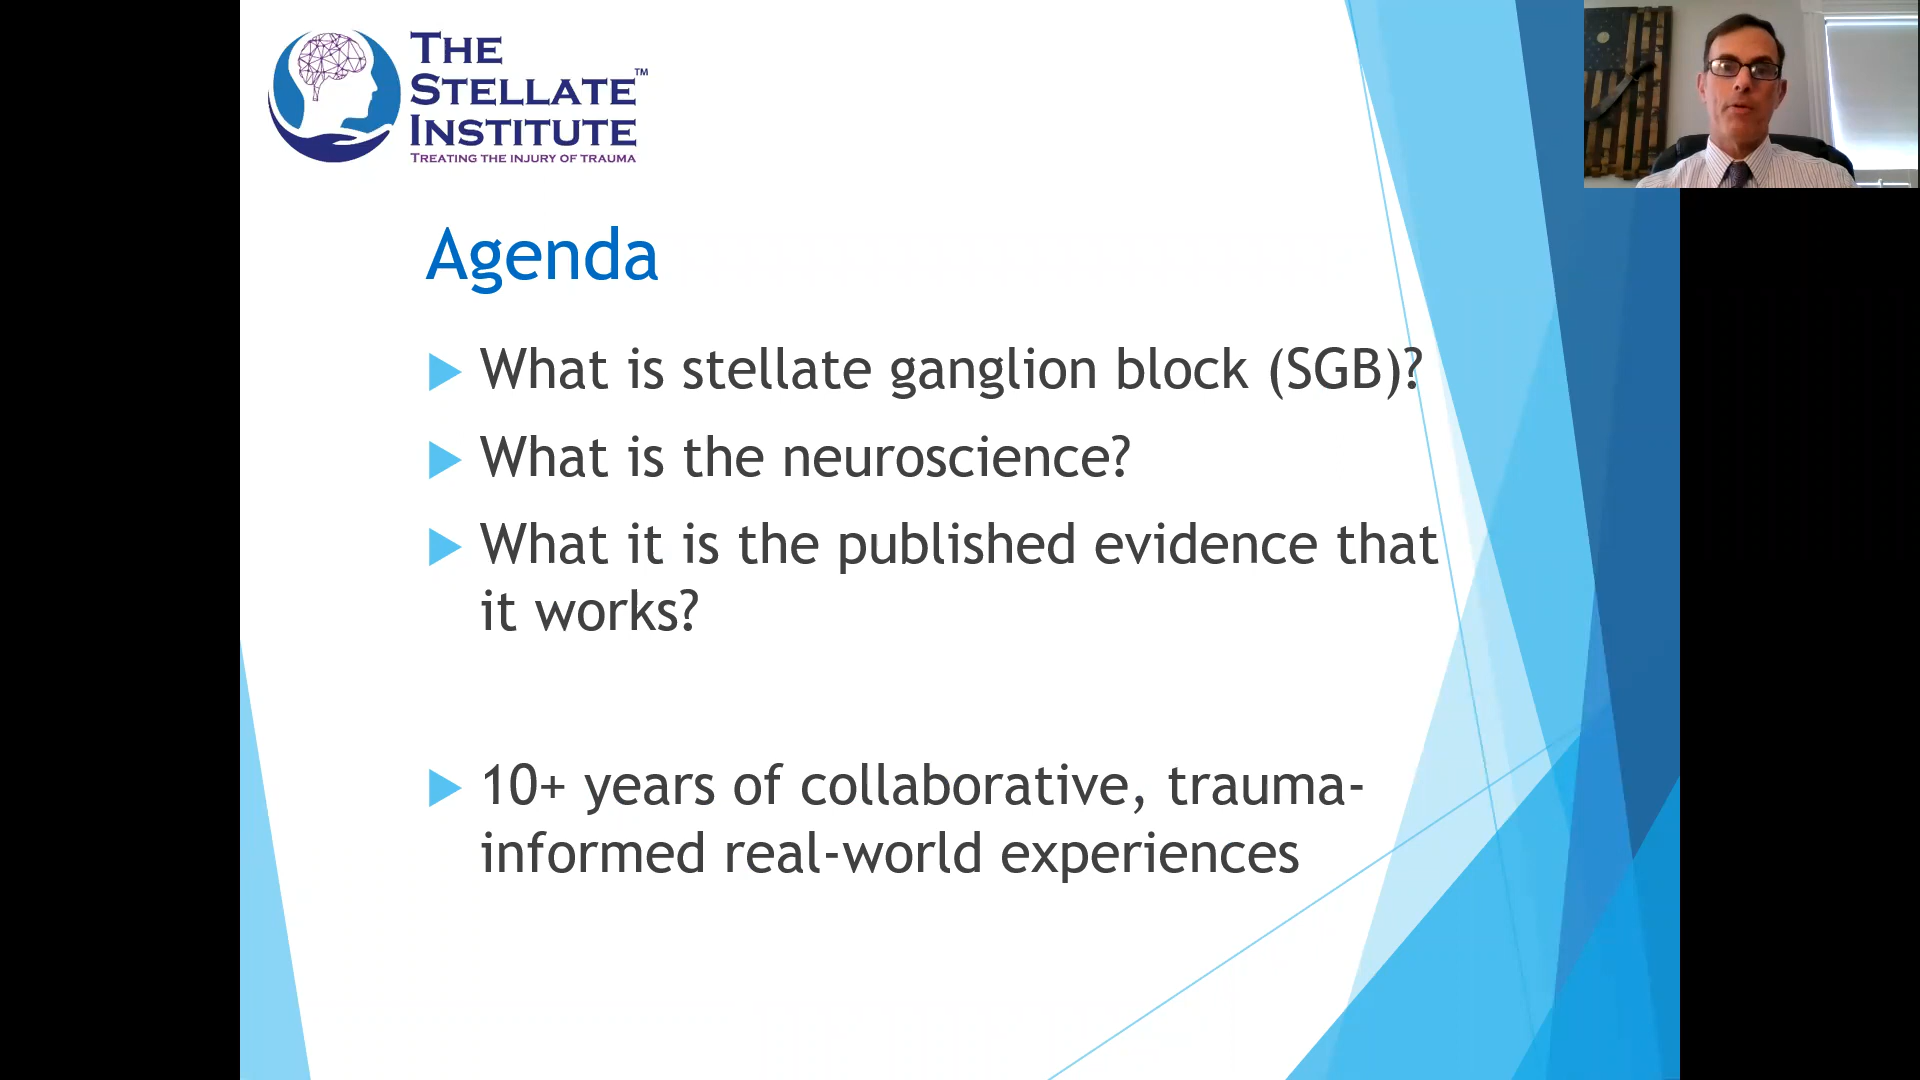 THE
STELLATE™
INSTITUTE
TREATING THE INJURY OF TRAUMA
Agenda
What is stellate ganglion block (SGB)?
What is the neuroscience?
What it is the published evidence that
it works?
10+ years of collaborative, trauma-
informed real-world experiences